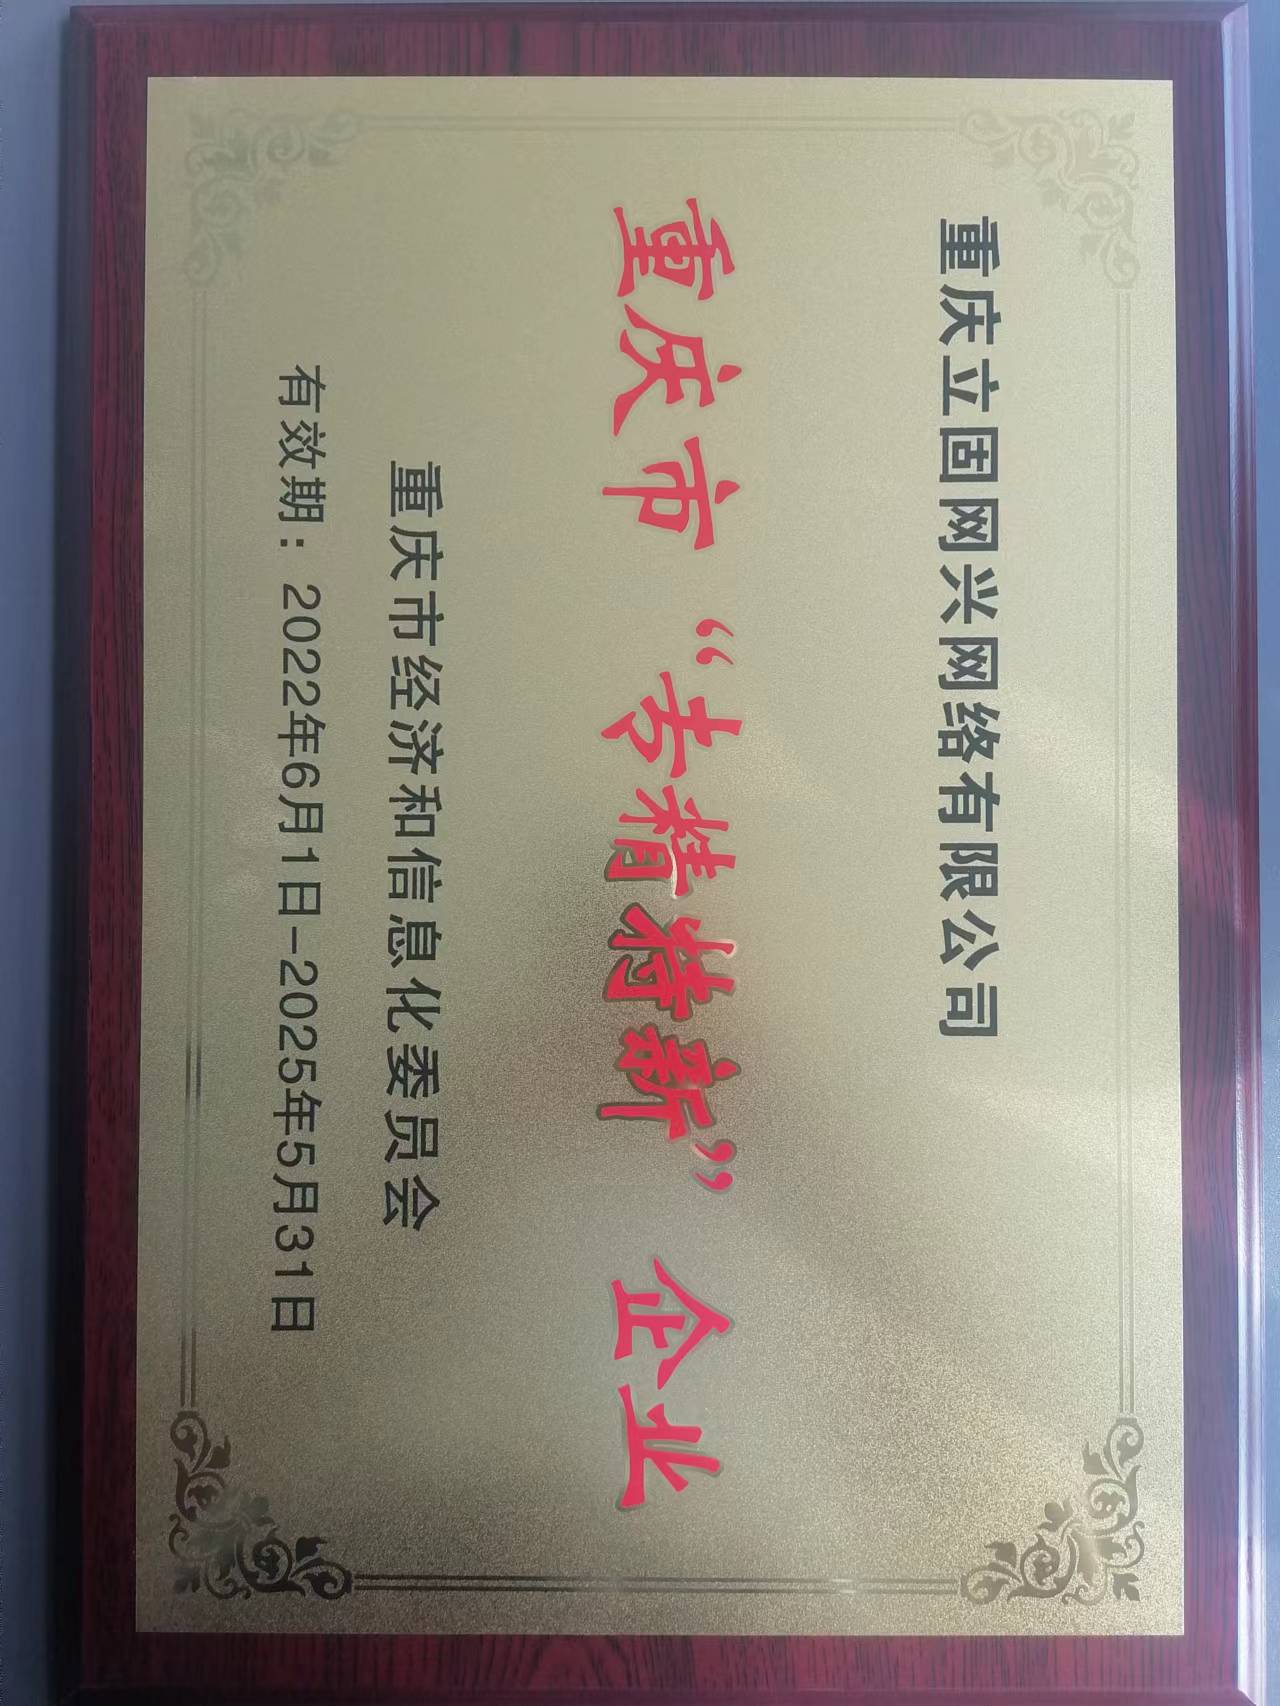 重庆立固网兴网络有限公司
重庆市“专精特新”企业
重庆市经济和信息化委员会
有效期：2022年6月1日-2025年5月31日